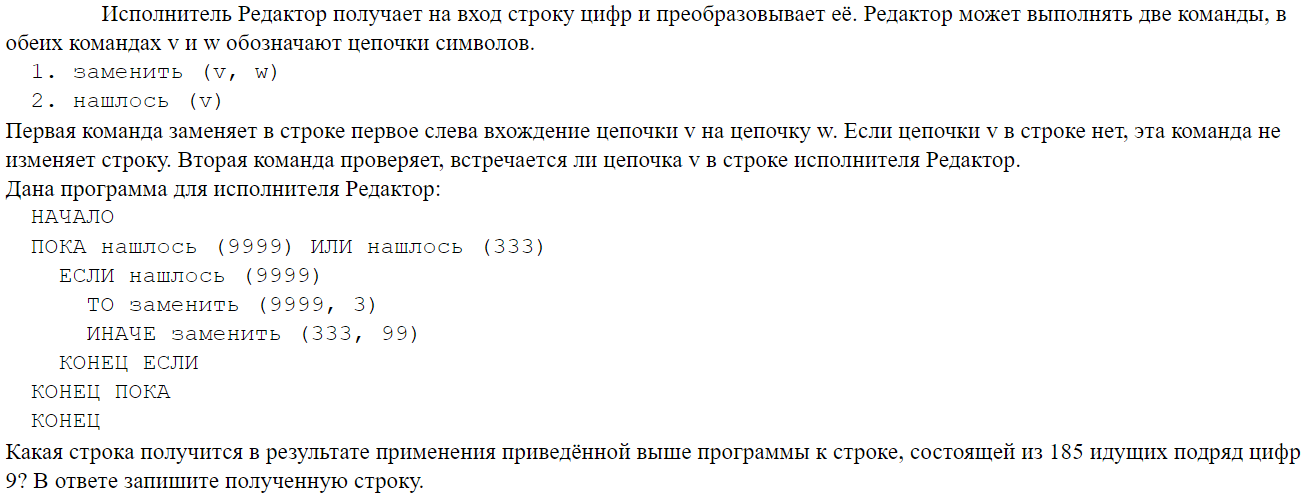 Исполнитель Редактор получает на вход строку цифр и преобразовывает её. Редактор может выполнять две команды, в
обеих командах v и w обозначают цепочки символов.
1. заменить (v, w)
2. нашлось (v)
Первая команда заменяет в строке первое слева вхождение цепочки v на цепочку w. Если цепочки v в строке нет, эта команда не
изменяет строку. Вторая команда проверяет, встречается ли цепочка v в строке исполнителя Редактор.
Дана программа для исполнителя Редактор:
НАЧАЛО
ПОКА нашлось (9999) ИЛИ нашлось (333)
ЕСЛИ нашлось (9999)
ТО заменить (9999, 3)
ИНАЧЕ заменить (333, 99)
КОНЕЦ ЕСЛИ
КОНЕЦ ПОКА
КОНЕЦ
Какая строка получится в результате применения приведённой выше программы к строке, состоящей из 185 идущих подряд цифр
9? В ответе запишите полученную строку.